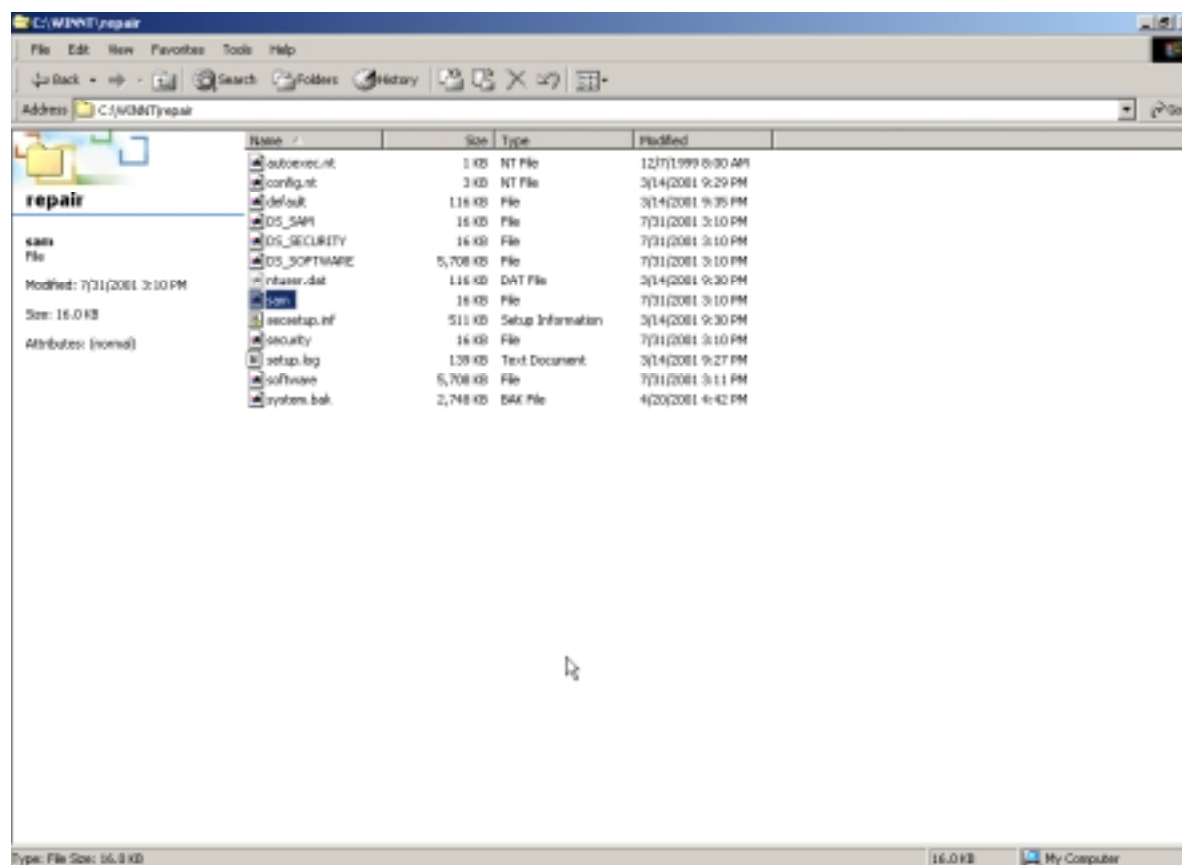 C:\WINNT\repair
File Edit View Favorites Tools Help
Back Search Folders History
Address C:\WINNT\repair Go
Name Size Type Modified
autoexec.nt 1 KB NT File 12/7/1999 8:00 AM
config.nt 3 KB NT File 3/14/2001 9:29 PM
default 116 KB File 3/14/2001 9:35 PM
DS_SAM 16 KB File 7/31/2001 3:10 PM
DS_SECURITY 16 KB File 7/31/2001 3:10 PM
DS_SOFTWARE 5,708 KB File 7/31/2001 3:10 PM
ntuser.dat 116 KB DAT File 3/14/2001 9:30 PM
sam 16 KB File 7/31/2001 3:10 PM
secsetup.inf 511 KB Setup Information 3/14/2001 9:30 PM
security 16 KB File 7/31/2001 3:10 PM
setup.log 139 KB Text Document 3/14/2001 9:27 PM
software 5,708 KB File 7/31/2001 3:11 PM
system.bak 2,748 KB BAK File 4/20/2001 4:42 PM
repair
sam
File
Modified: 7/31/2001 3:10 PM
Size: 16.0 KB
Attributes: (normal)
Type: File Size: 16.0 KB 16.0 KB My Computer